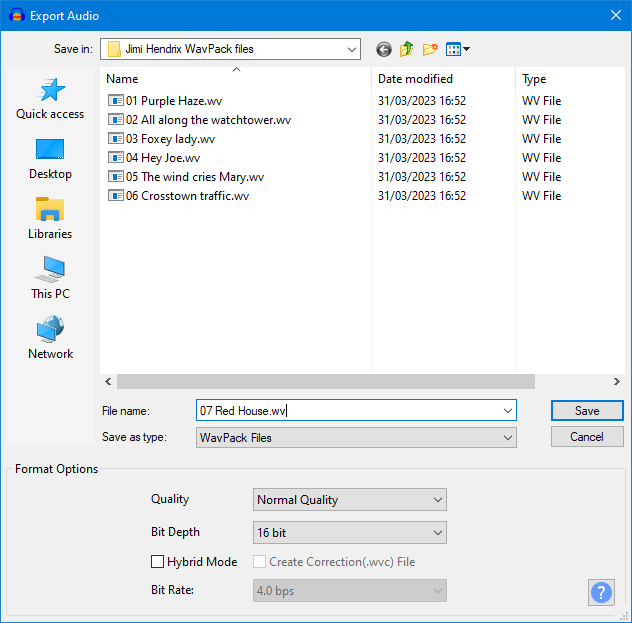 Export Audio
Save in: Jimi Hendrix WavPack files
Name Date modified Type
01 Purple Haze.wv 31/03/2023 16:52 WV File
02 All along the watchtower.wv 31/03/2023 16:52 WV File
03 Foxey lady.wv 31/03/2023 16:52 WV File
04 Hey Joe.wv 31/03/2023 16:52 WV File
05 The wind cries Mary.wv 31/03/2023 16:52 WV File
06 Crosstown traffic.wv 31/03/2023 16:52 WV File
Quick access
Desktop
Libraries
This PC
Network
File name: 07 Red House.wv Save
Save as type: WavPack Files Cancel
Format Options
Quality Normal Quality
Bit Depth 16 bit
Hybrid Mode Create Correction(.wvc) File
Bit Rate: 4.0 bps ?